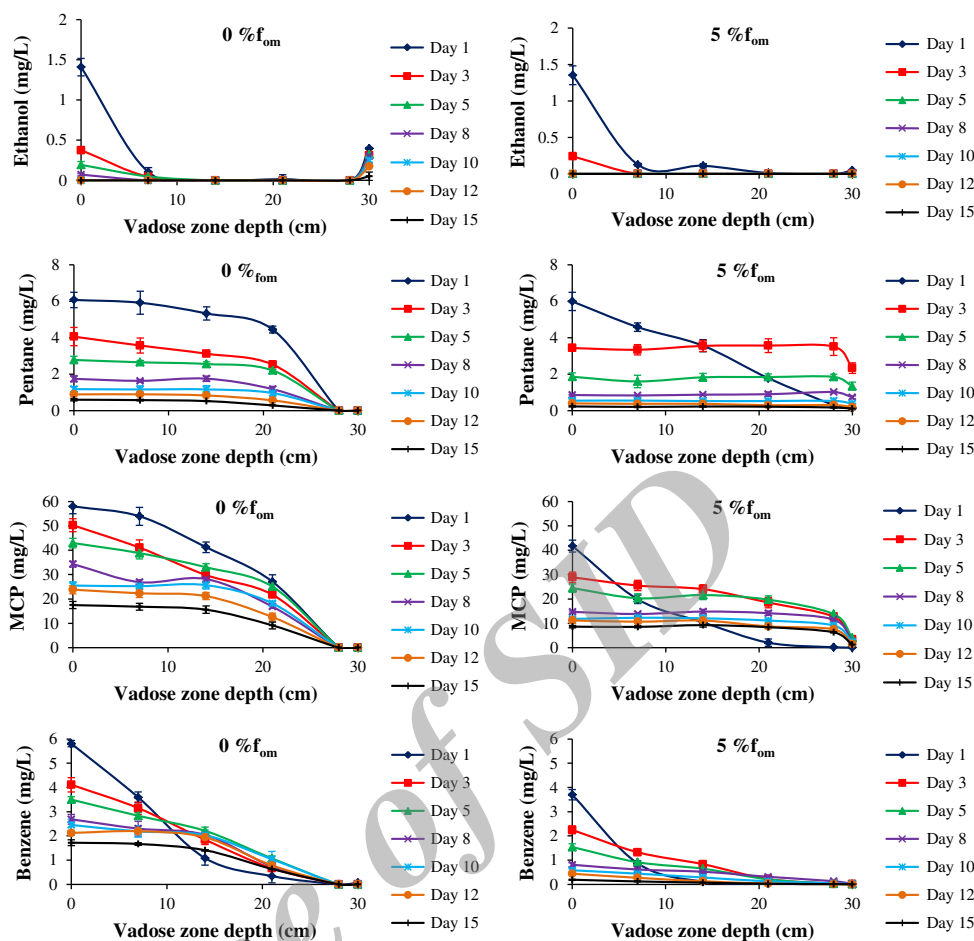 0 %fom
Ethanol (mg/L)
2
1.5
1
0.5
0
0 10 20 30
Vadose zone depth (cm)
Day 1
Day 3
Day 5
Day 8
Day 10
Day 12
Day 15
5 %fom
Ethanol (mg/L)
2
1.5
1
0.5
0
0 10 20 30
Vadose zone depth (cm)
Day 1
Day 3
Day 5
Day 8
Day 10
Day 12
Day 15
0 %fom
Pentane (mg/L)
8
6
4
2
0
0 10 20 30
Vadose zone depth (cm)
Day 1
Day 3
Day 5
Day 8
Day 10
Day 12
Day 15
5 %fom
Pentane (mg/L)
8
6
4
2
0
0 10 20 30
Vadose zone depth (cm)
Day 1
Day 3
Day 5
Day 8
Day 10
Day 12
Day 15
0 %fom
MCP (mg/L)
60
50
40
30
20
10
0
0 10 20 30
Vadose zone depth (cm)
Day 1
Day 3
Day 5
Day 8
Day 10
Day 12
Day 15
5 %fom
MCP (mg/L)
60
50
40
30
20
10
0
0 10 20 30
Vadose zone depth (cm)
Day 1
Day 3
Day 5
Day 8
Day 10
Day 12
Day 15
0 %fom
Benzene (mg/L)
6
5
4
3
2
1
0
0 10 20 30
Vadose zone depth (cm)
Day 1
Day 3
Day 5
Day 8
Day 10
Day 12
Day 15
5 %fom
Benzene (mg/L)
6
5
4
3
2
1
0
0 10 20 30
Vadose zone depth (cm)
Day 1
Day 3
Day 5
Day 8
Day 10
Day 12
Day 15
e of SID